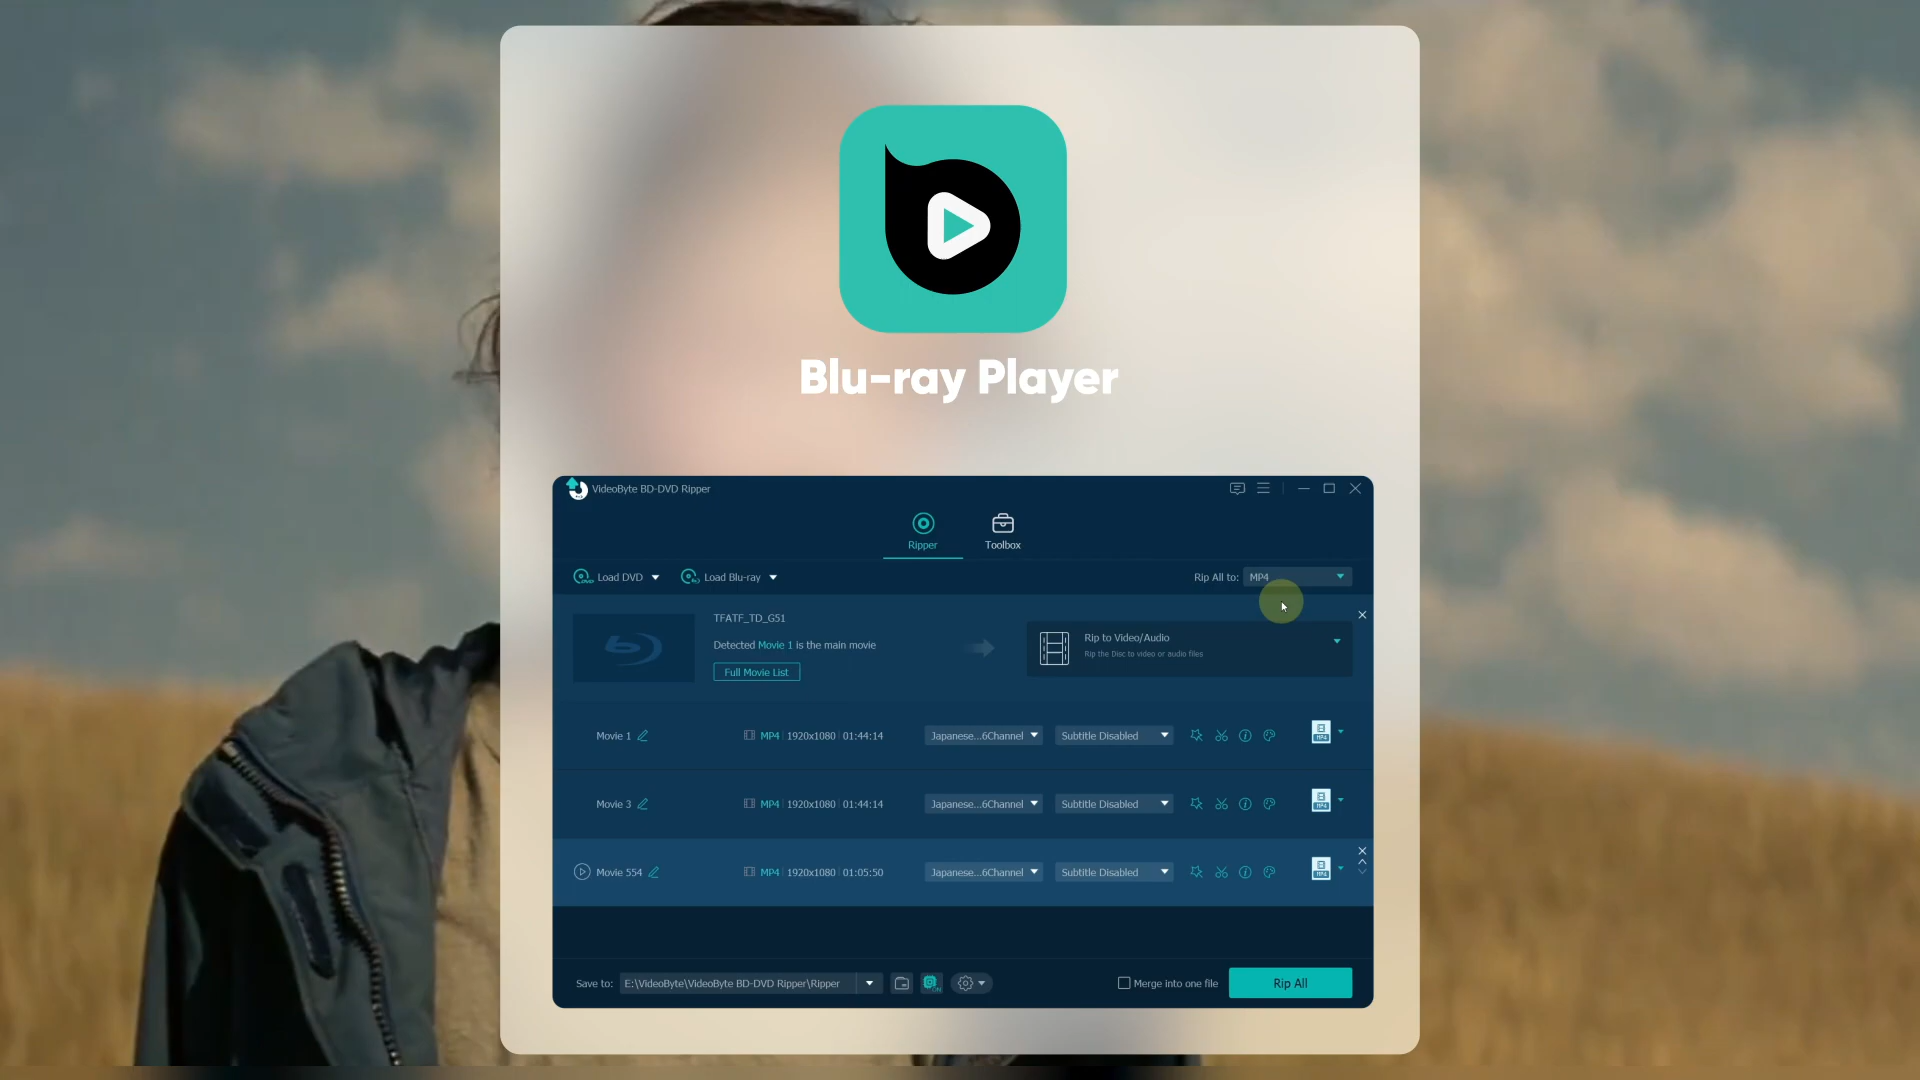 Blu-ray Player
VideoByte BD-DVD Ripper
Ripper
Toolbox
Load DVD
Load Blu-ray
Rip All to:
MP4
TFATF_TD_G51
Detected Movie 1 is the main movie
Full Movie List
Rip to Video/Audio
Rip the Disc to video or audio files
Movie 1
MP4
1920x1080
01:44:14
Japanese...6Channel
Subtitle Disabled
MP4
Movie 3
MP4
1920x1080
01:44:14
Japanese...6Channel
Subtitle Disabled
MP4
Movie 554
MP4
1920x1080
01:05:50
Japanese...6Channel
Subtitle Disabled
MP4
Save to:
E:\VideoByte\VideoByte BD-DVD Ripper\Ripper
ON
Merge into one file
Rip All